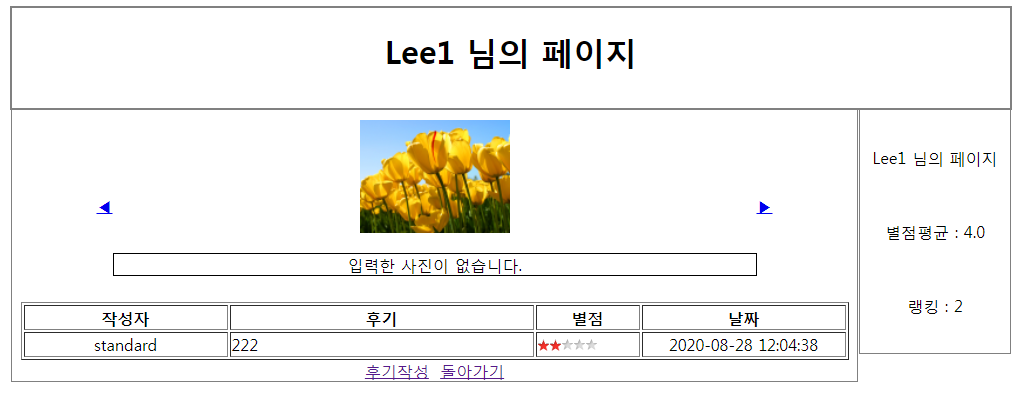 Lee1 님의 페이지
◀
▶
입력한 사진이 없습니다.
작성자 후기 별점 날짜
standard 222 ★★☆☆☆ 2020-08-28 12:04:38
후기작성 돌아가기
Lee1 님의 페이지
별점평균 : 4.0
랭킹 : 2